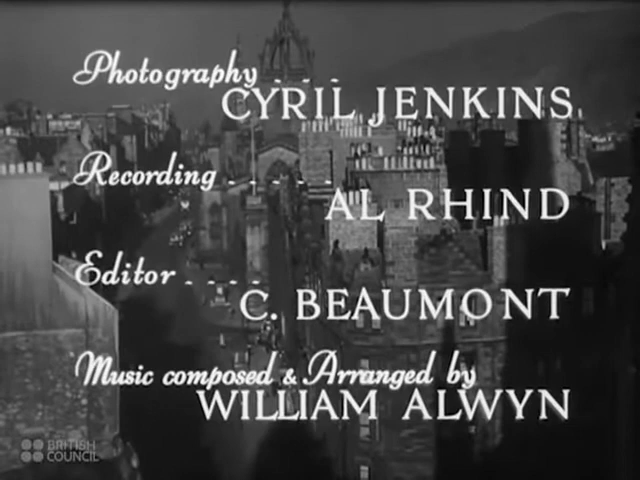 Photography . . . .
CYRIL JENKINS
Recording . . . . .
AL RHIND
Editor . . . .
C. BEAUMONT
Music composed & Arranged by
WILLIAM ALWYN
BRITISH
COUNCIL